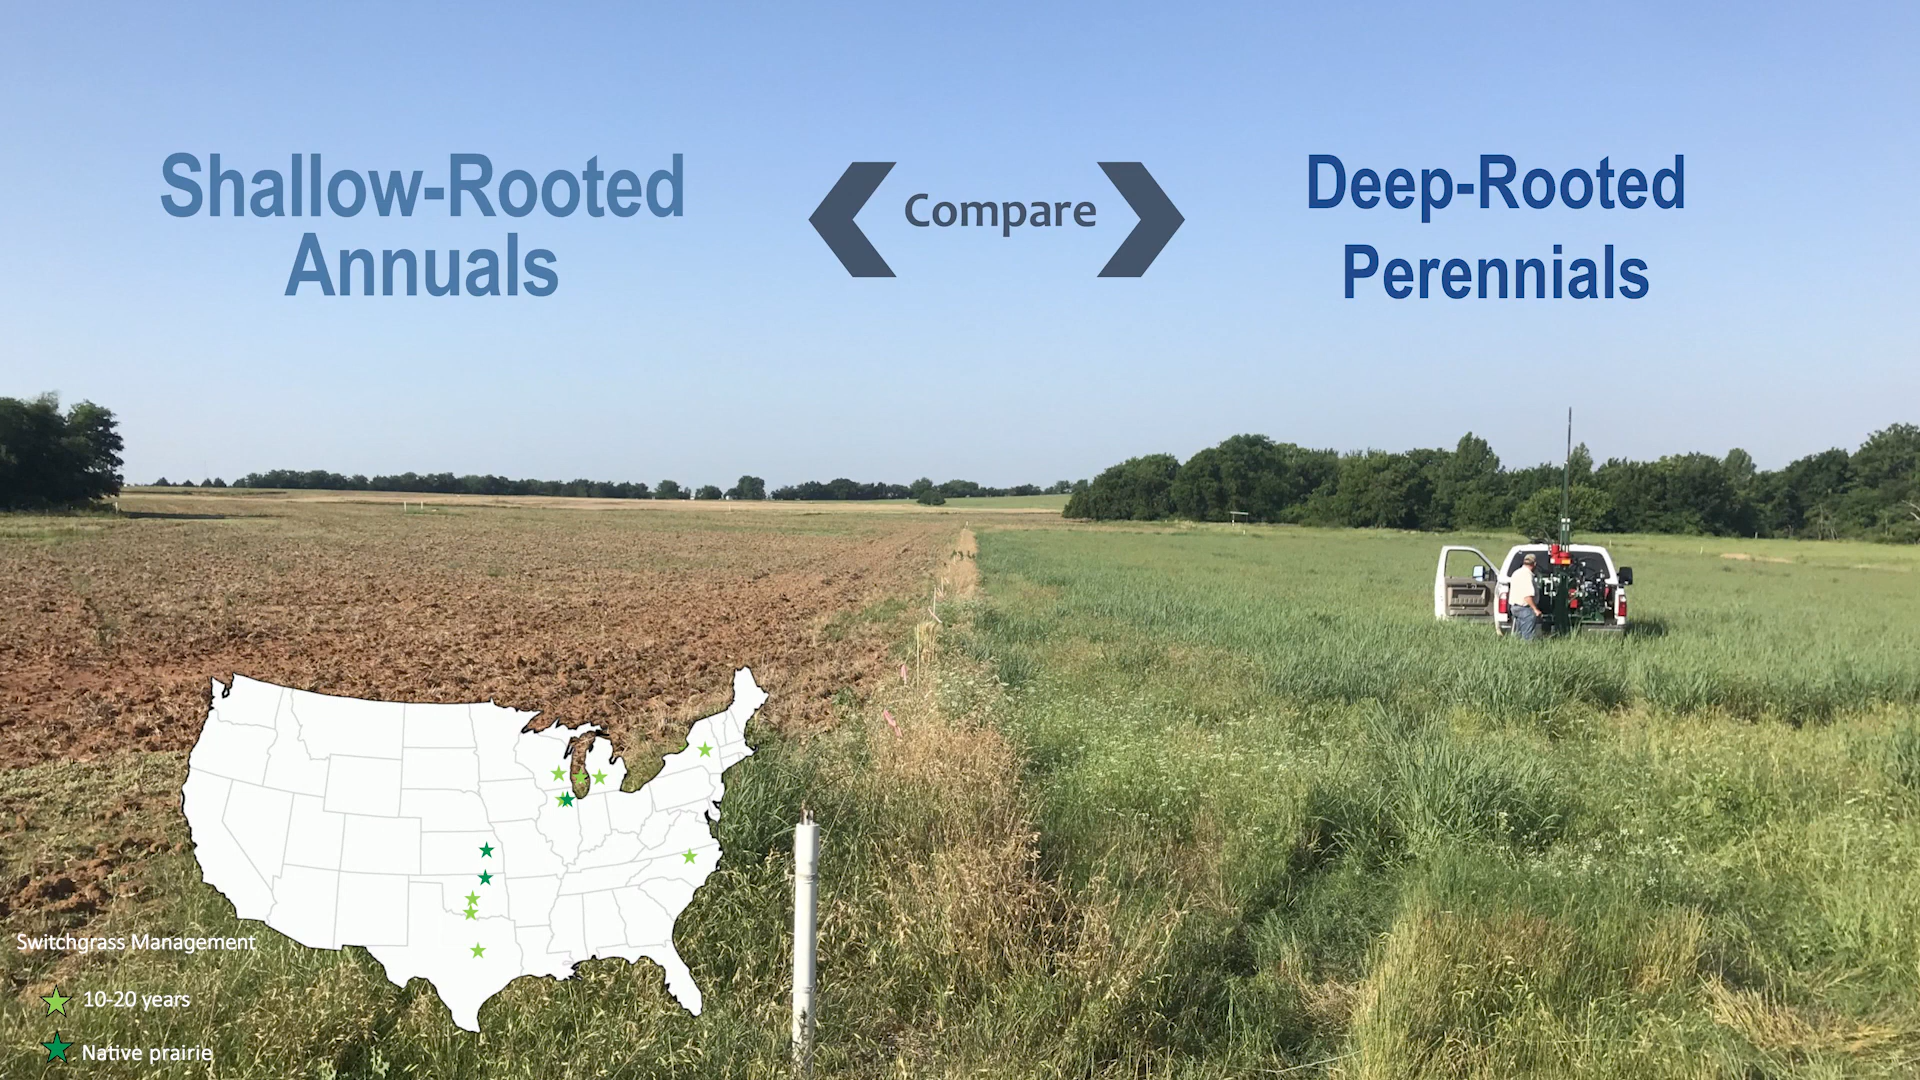 Shallow-Rooted
Annuals
Compare
Deep-Rooted
Perennials
Switchgrass Management
10-20 years
Native prairie